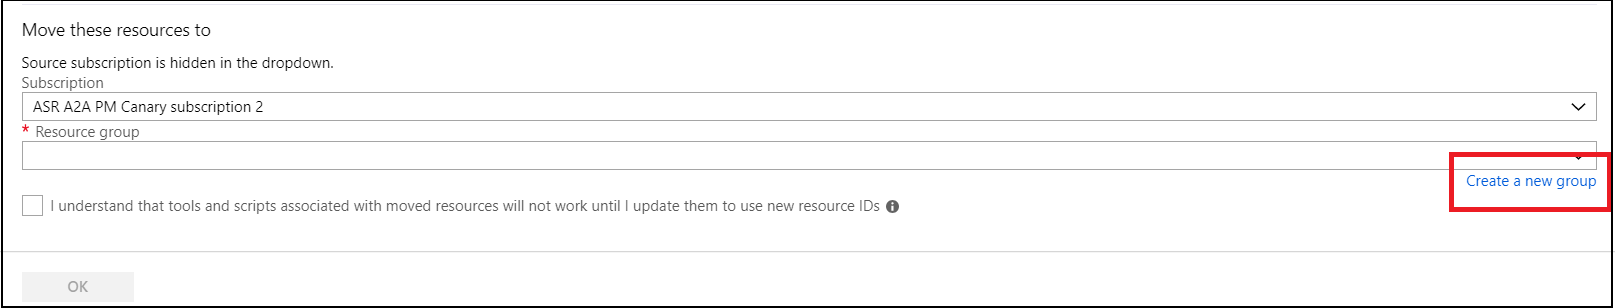 Move these resources to
Source subscription is hidden in the dropdown.
Subscription
ASR A2A PM Canary subscription 2
* Resource group
Create a new group
I understand that tools and scripts associated with moved resources will not work until I update them to use new resource IDs
OK